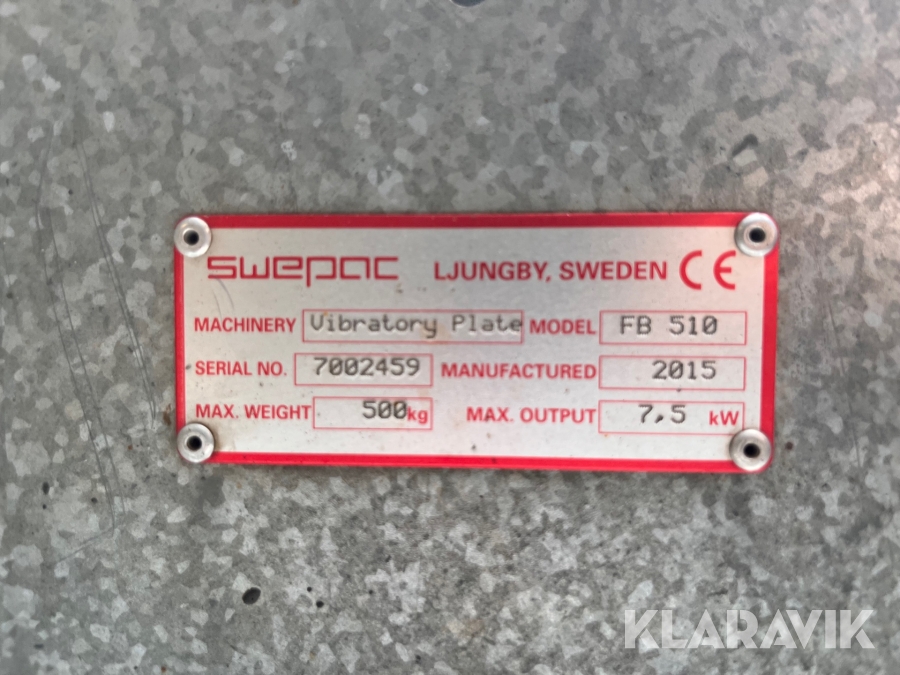 swepac LJUNGBY, SWEDEN CE
MACHINERY Vibratory Plate MODEL FB 510
SERIAL NO. 7002459 MANUFACTURED 2015
MAX. WEIGHT 500kg MAX. OUTPUT 7,5 kW
KLARAVIK